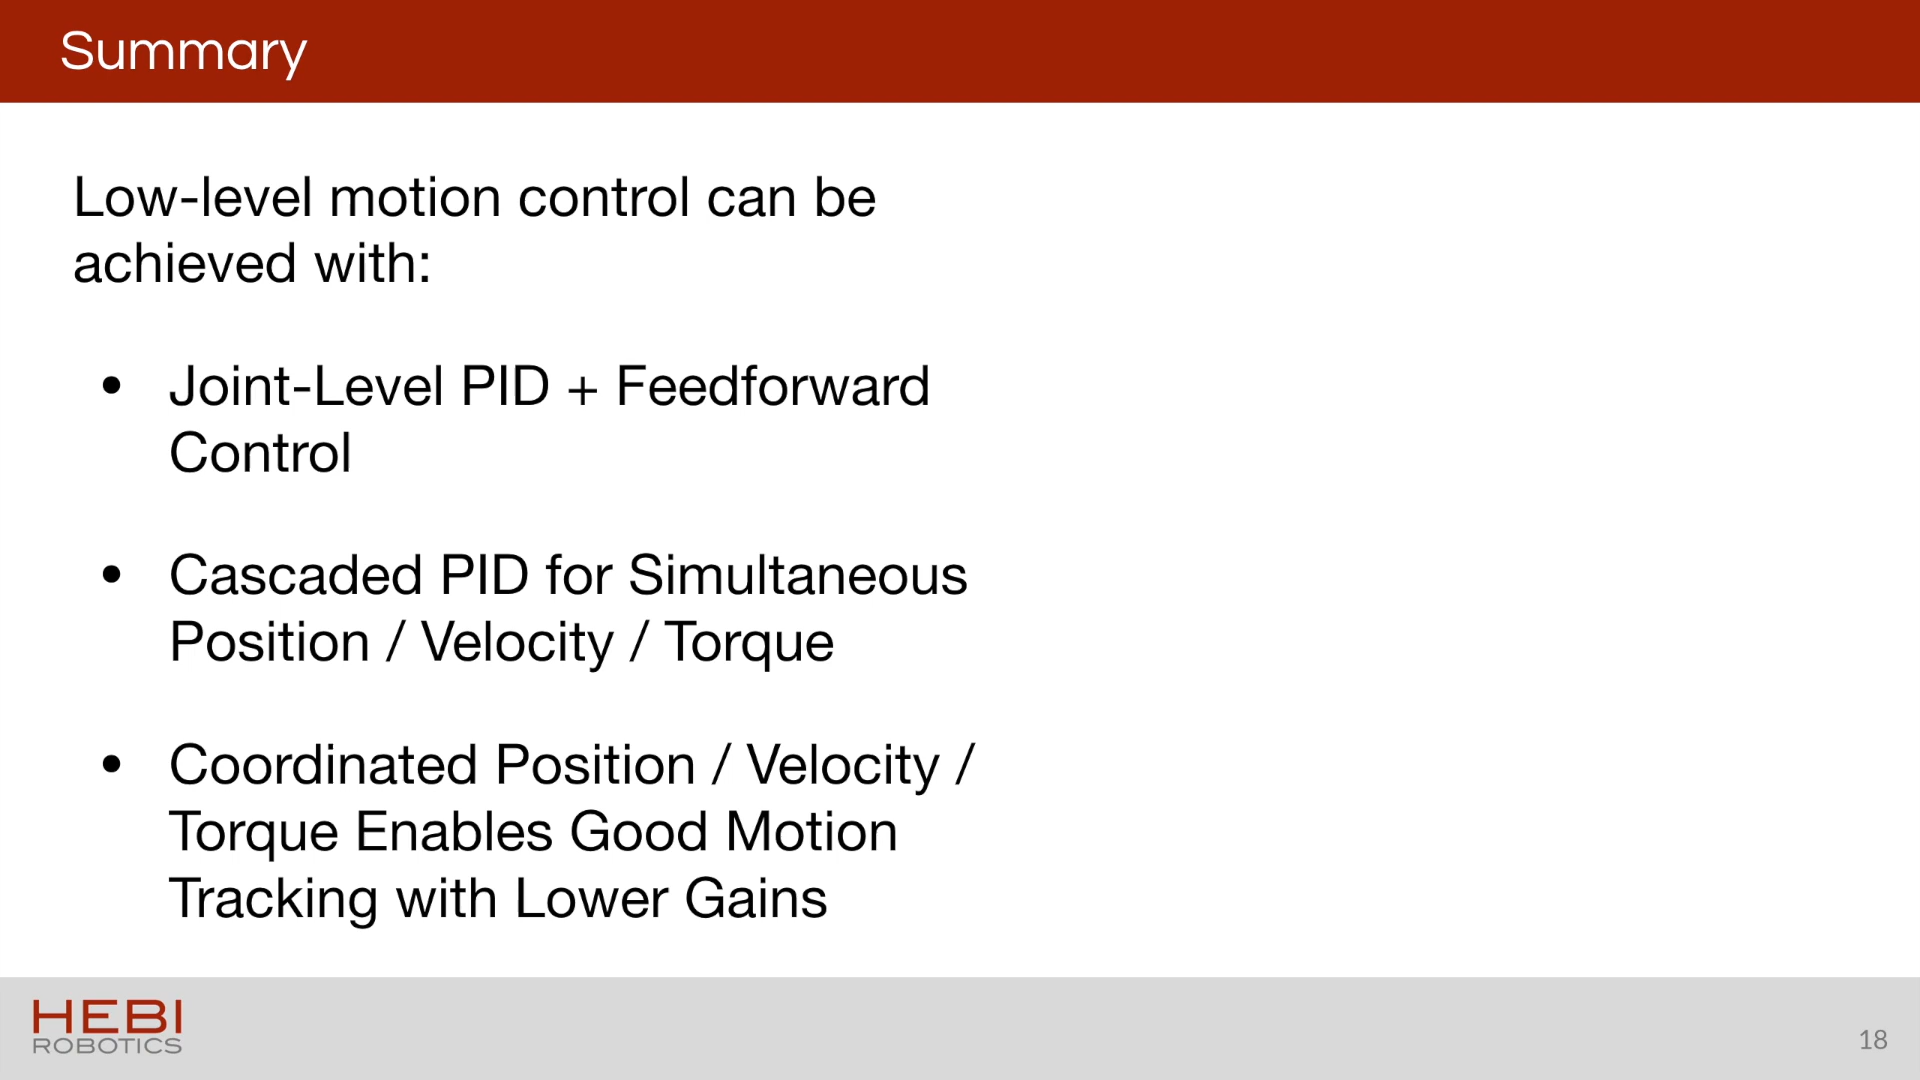 Summary
Low-level motion control can be
achieved with:
• Joint-Level PID + Feedforward
Control
• Cascaded PID for Simultaneous
Position / Velocity / Torque
• Coordinated Position / Velocity /
Torque Enables Good Motion
Tracking with Lower Gains
HEBI
ROBOTICS
18